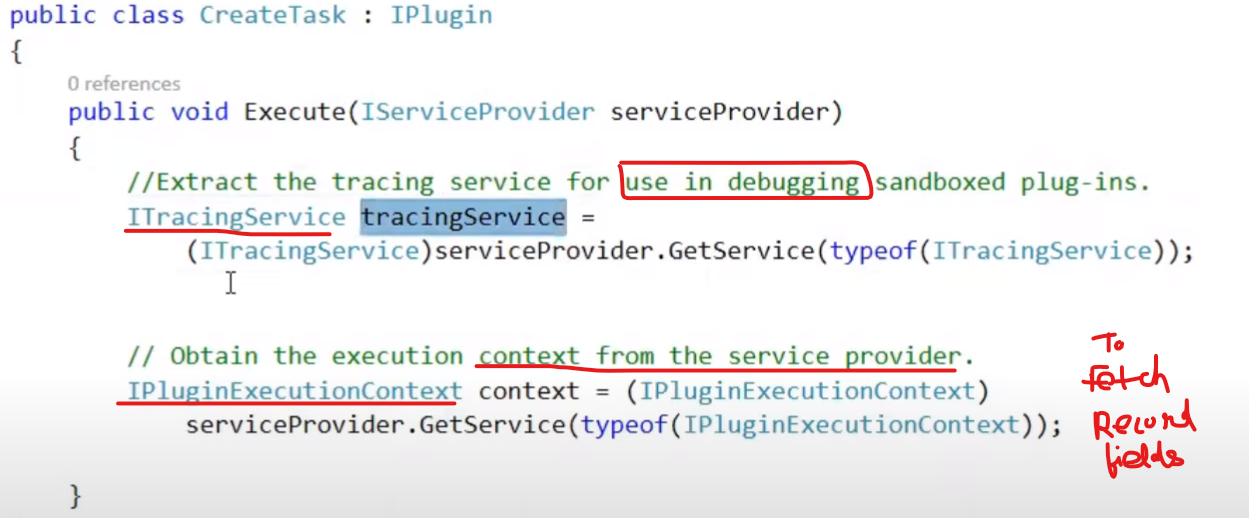 public class CreateTask : IPlugin
{
0 references
public void Execute(IServiceProvider serviceProvider)
{
//Extract the tracing service for use in debugging sandboxed plug-ins.
ITracingService tracingService =
(ITracingService)serviceProvider.GetService(typeof(ITracingService));
// Obtain the execution context from the service provider.
IPluginExecutionContext context = (IPluginExecutionContext)
serviceProvider.GetService(typeof(IPluginExecutionContext));
}
To
Fetch
Record
fields